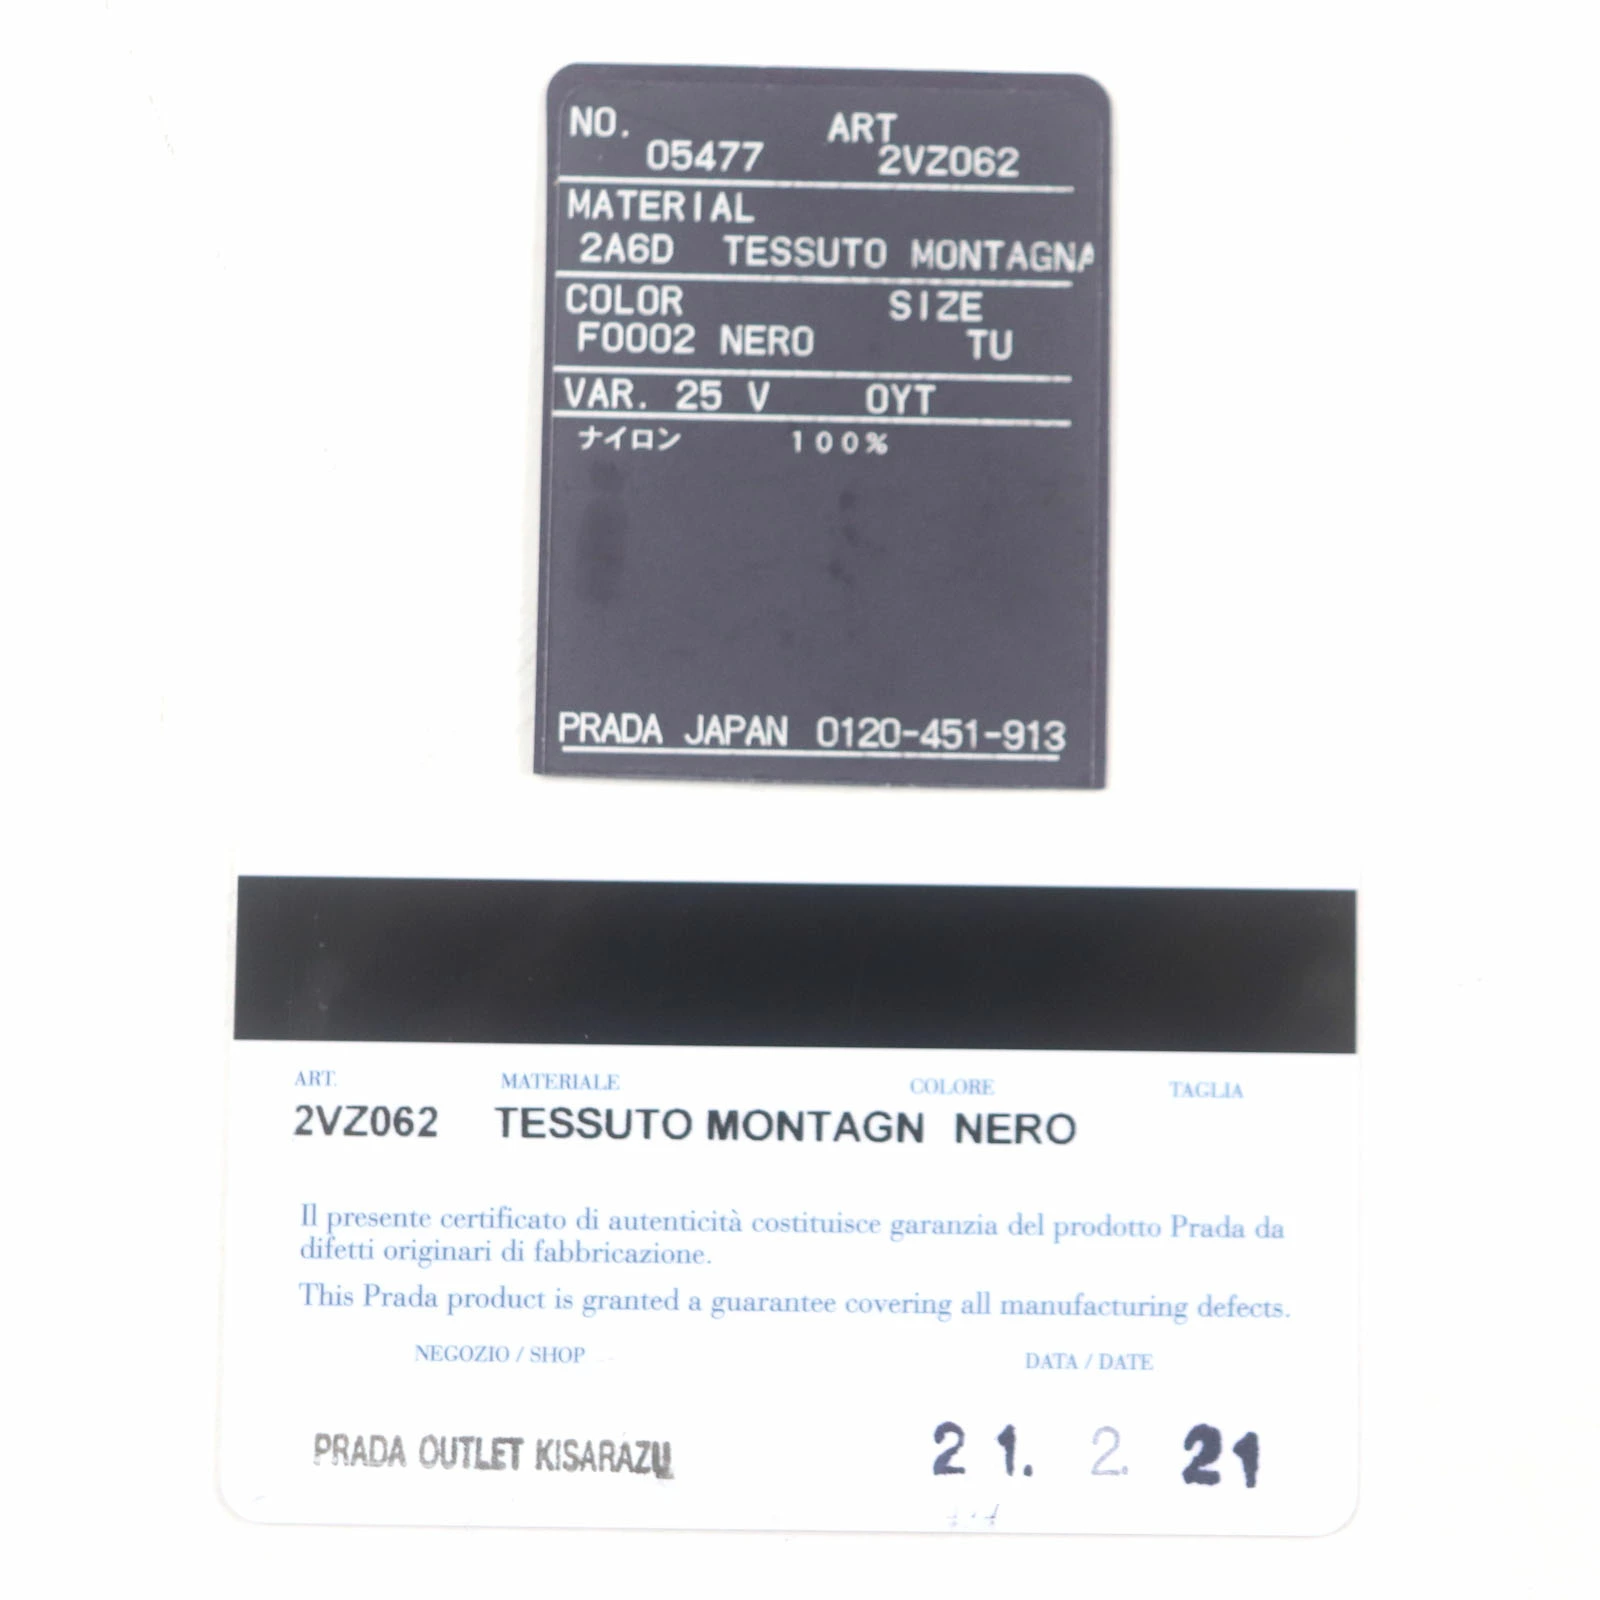 NO. ART
05477 2VZ062
MATERIAL
2A6D TESSUTO MONTAGNA
COLOR SIZE
F0002 NERO TU
VAR. 25 V OYT
ナイロン 100%
PRADA JAPAN 0120-451-913
ART. MATERIALE COLORE TAGLIA
2VZ062 TESSUTO MONTAGN NERO
Il presente certificato di autenticità costituisce garanzia del prodotto Prada da
difetti originari di fabbricazione.
This Prada product is granted a guarantee covering all manufacturing defects.
NEGOZIO / SHOP DATA / DATE
PRADA OUTLET KISARAZU 21. 2. 21